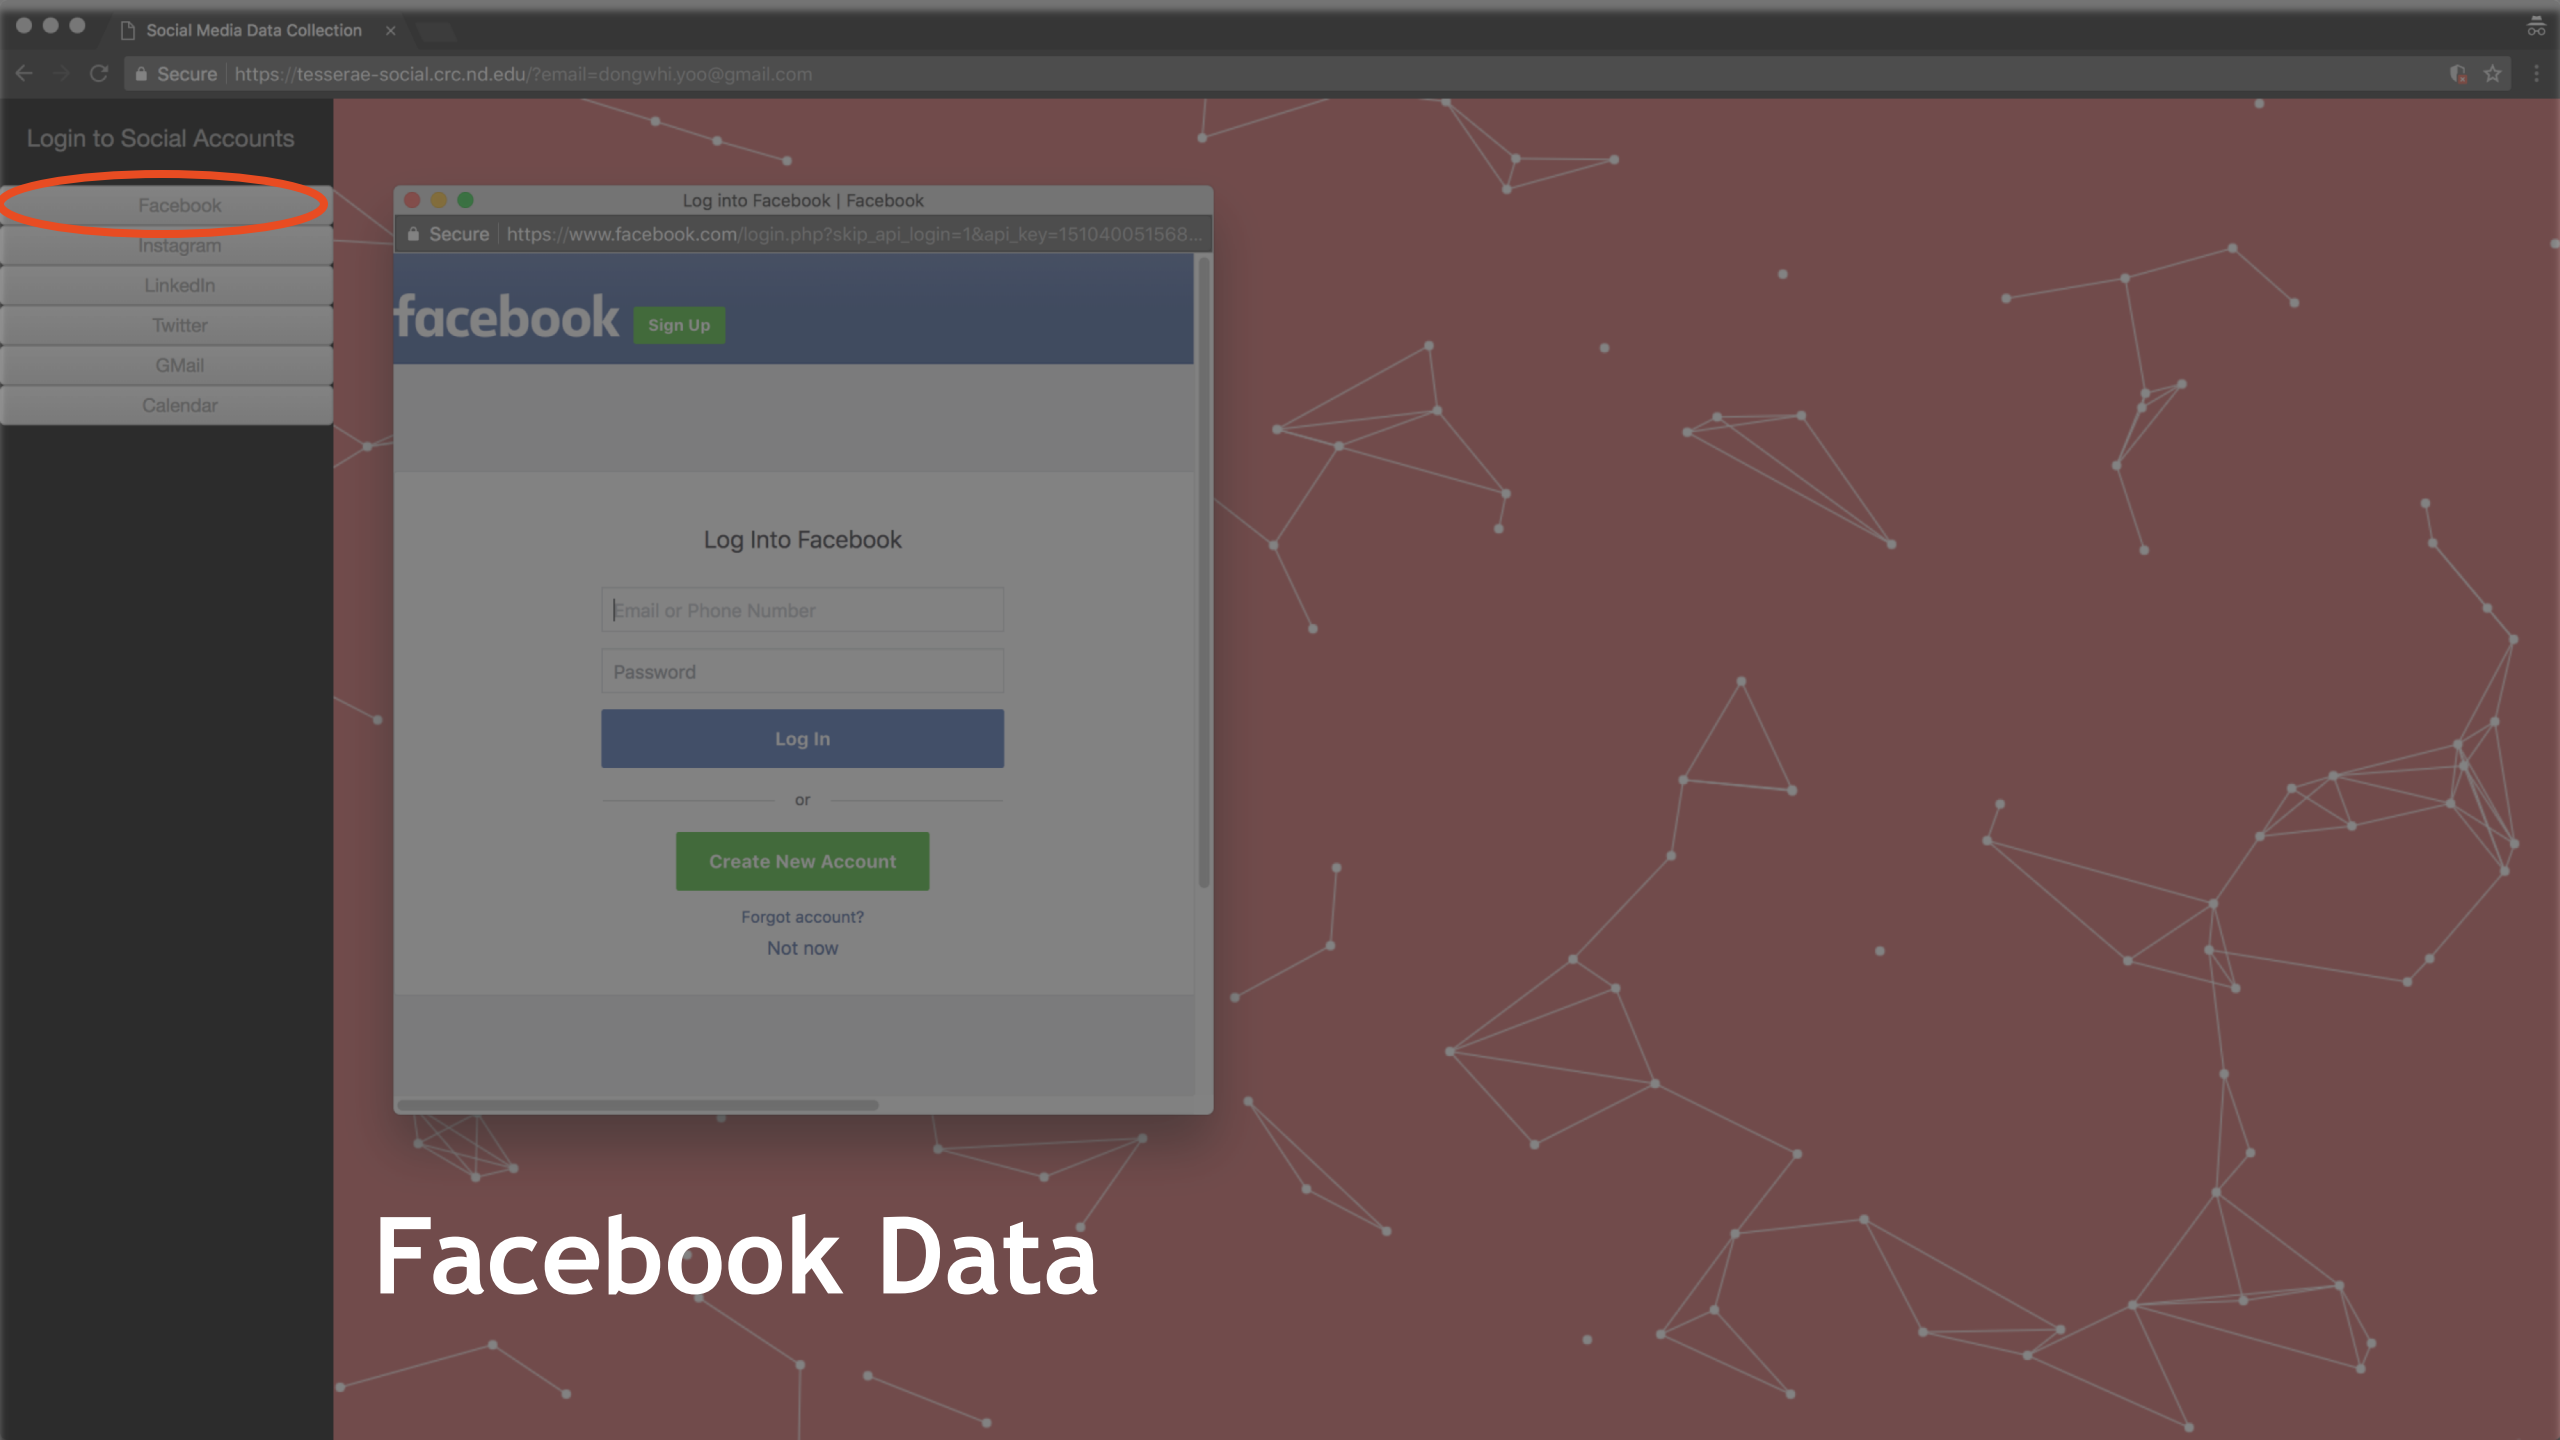 Social Media Data Collection
Secure https://tesserae-social.crc.nd.edu/?email=dongwhi.yoo@gmail.com
Login to Social Accounts
Facebook
Instagram
LinkedIn
Twitter
GMail
Calendar
Log into Facebook | Facebook
Secure https://www.facebook.com/login.php?skip_api_login=1&api_key=151040051568...
facebook
Sign Up
Log Into Facebook
Email or Phone Number
Password
Log In
or
Create New Account
Forgot account?
Not now
Facebook Data